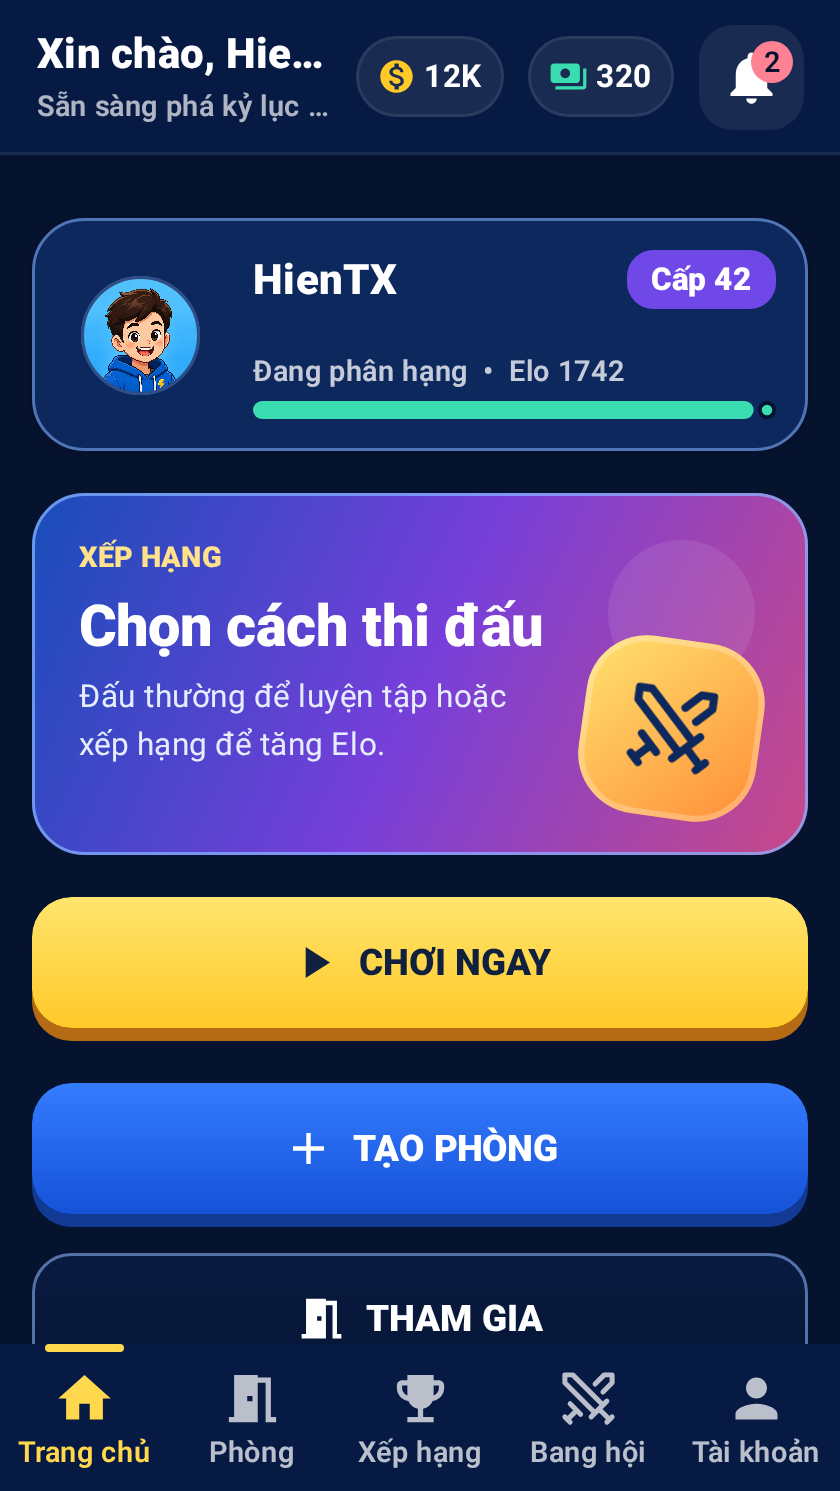 Xin chào, Hie...
Sẵn sàng phá kỷ lục ...
12K
320
2
HienTX
Cấp 42
Đang phân hạng • Elo 1742
XẾP HẠNG
Chọn cách thi đấu
Đấu thường để luyện tập hoặc
xếp hạng để tăng Elo.
CHƠI NGAY
TẠO PHÒNG
THAM GIA
Trang chủ
Phòng
Xếp hạng
Bang hội
Tài khoản